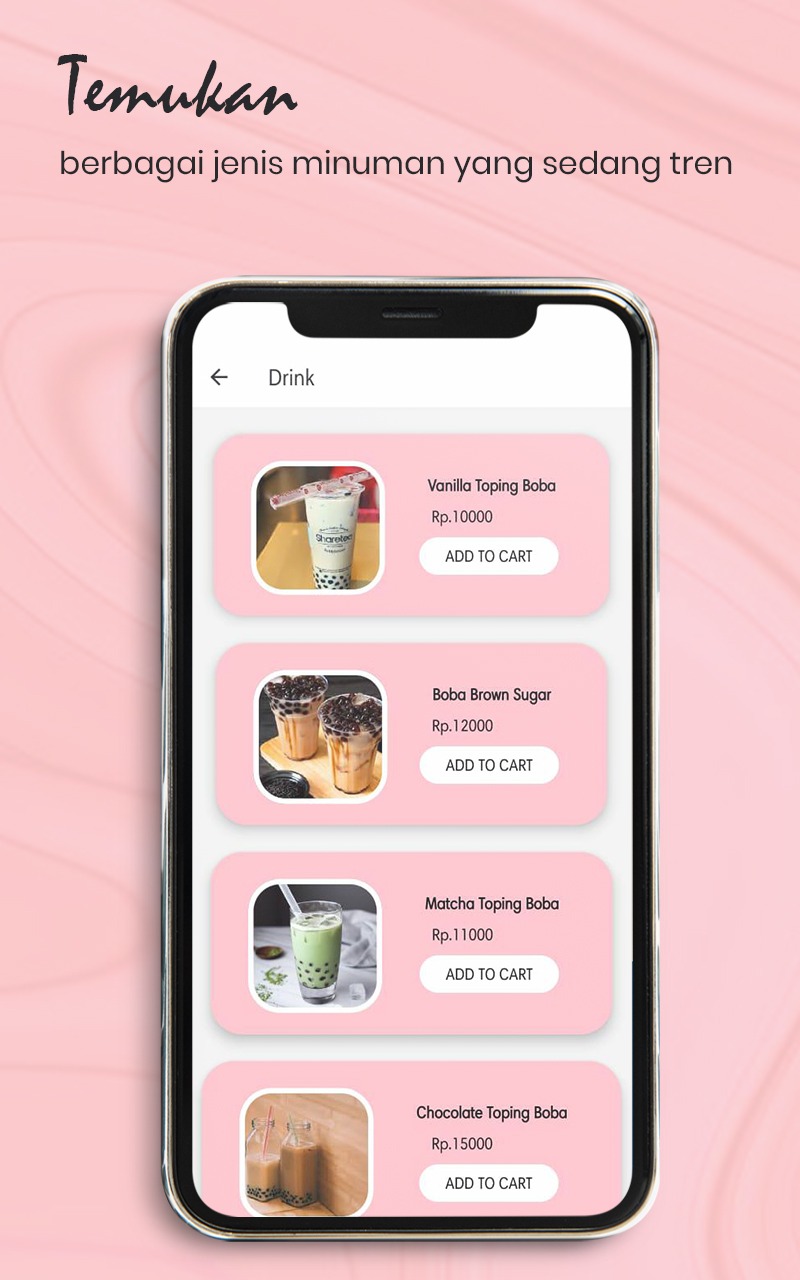 Temukan
berbagai jenis minuman yang sedang tren
Drink
Vanilla Toping Boba
Rp.10000
ADD TO CART
Sharetea
Boba Brown Sugar
Rp.12000
ADD TO CART
Matcha Toping Boba
Rp.11000
ADD TO CART
Chocolate Toping Boba
Rp.15000
ADD TO CART